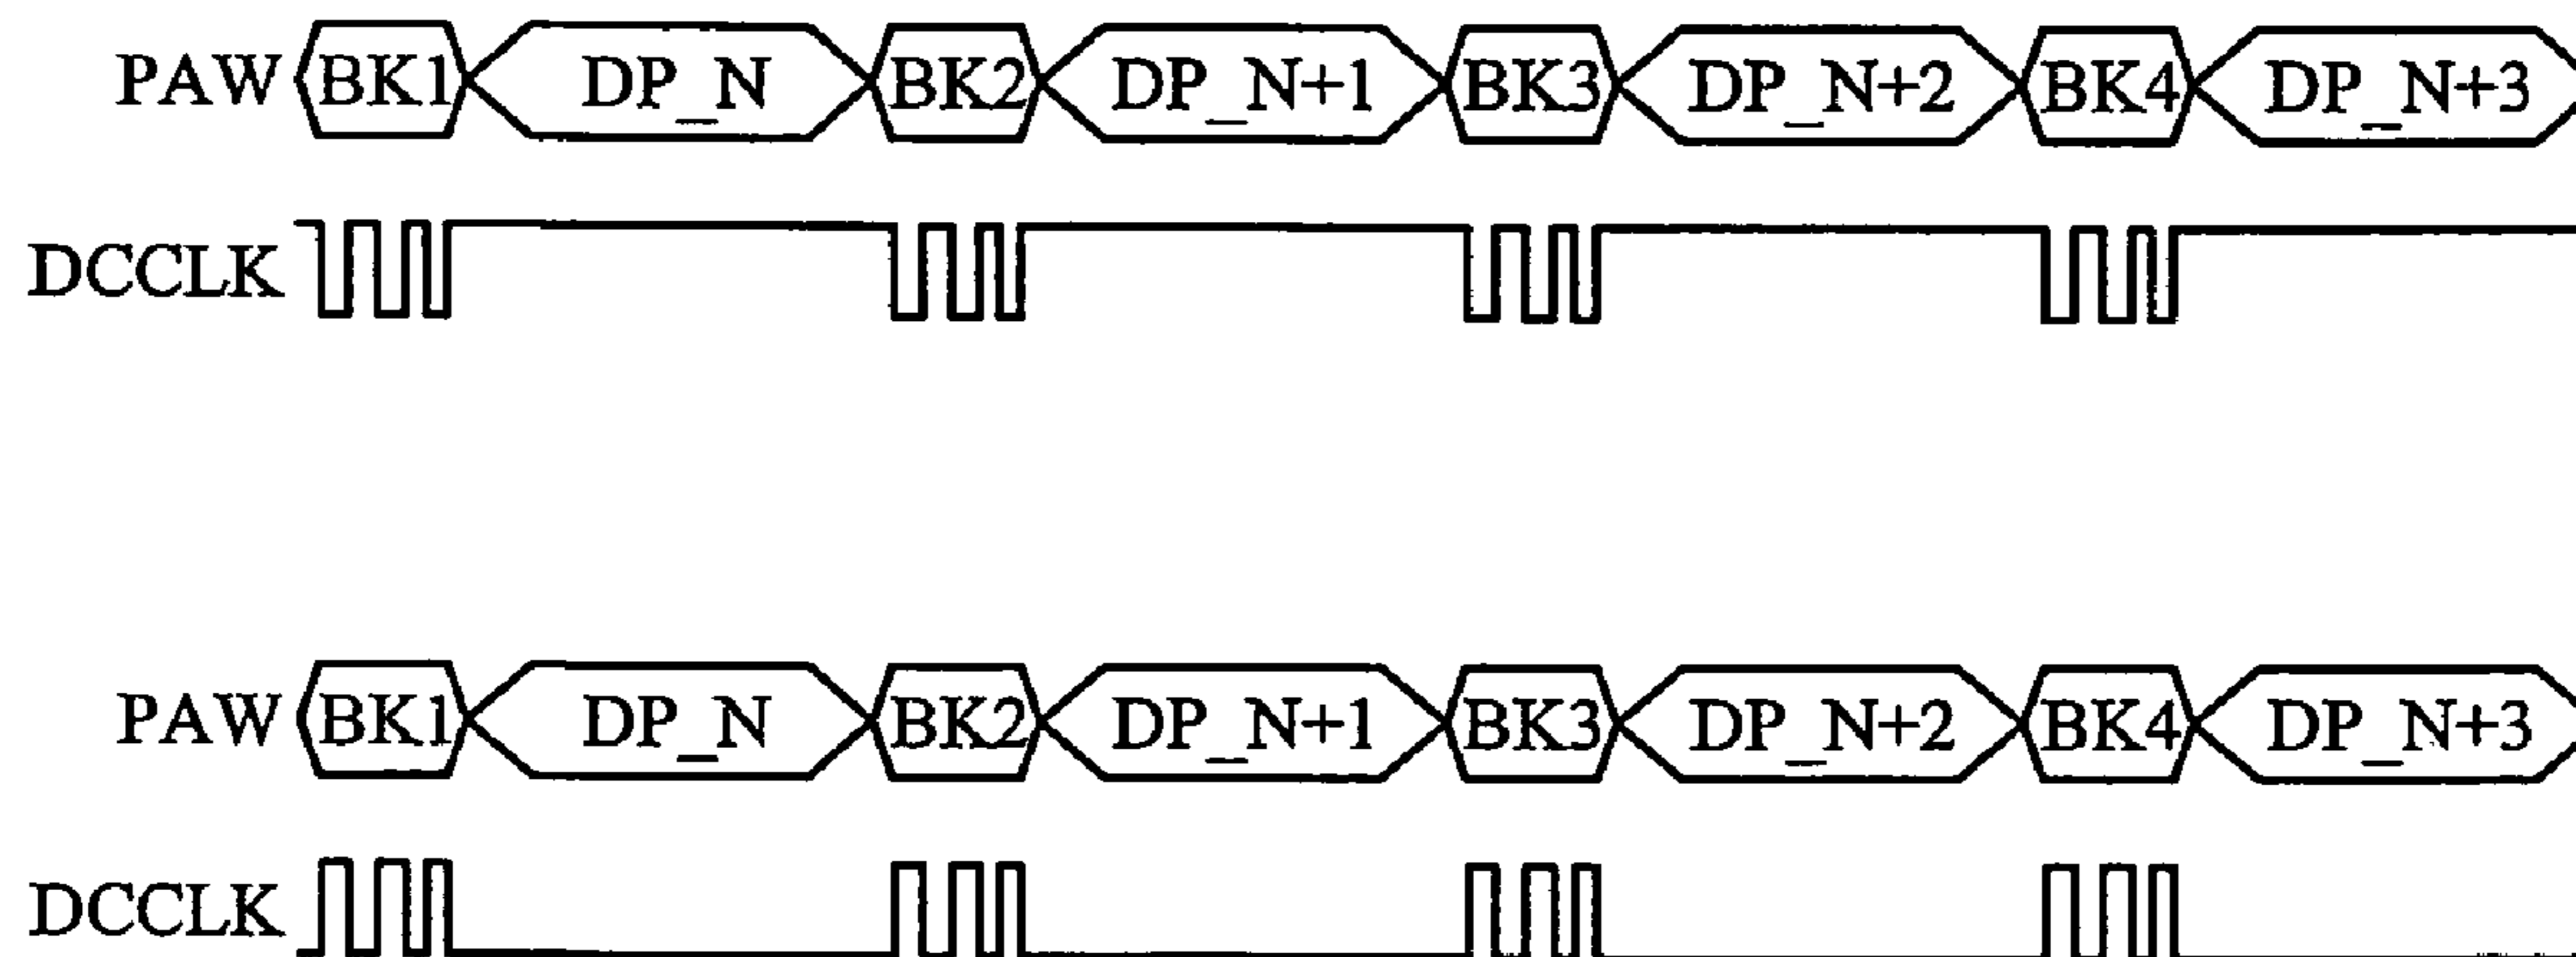 PAW BK1 DP_N BK2 DP_N+1 BK3 DP_N+2 BK4 DP_N+3
DCCLK
PAW BK1 DP_N BK2 DP_N+1 BK3 DP_N+2 BK4 DP_N+3
DCCLK